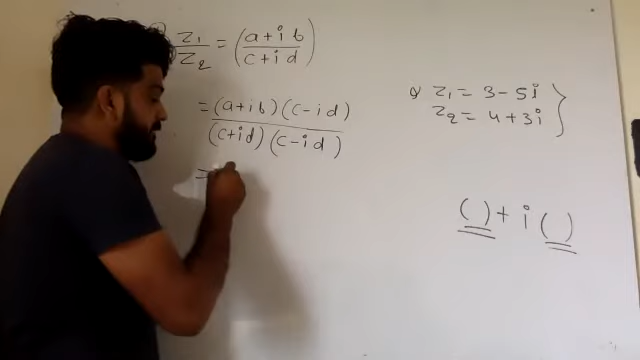 z₁/z₂ = (a+ib / c+id)
= (a+ib)(c-id) / (c+id)(c-id)
=
z₁ = 3-5i
z₂ = 4+3i }
( ) + i ( )